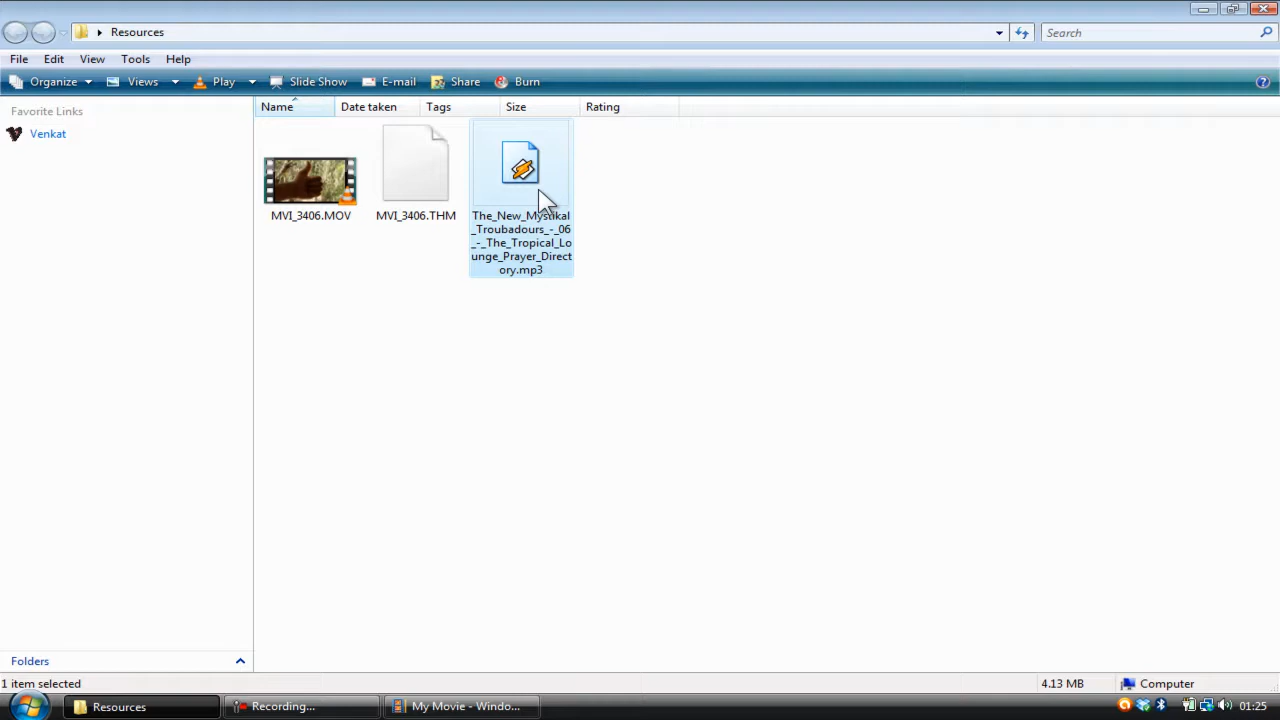 Resources
Search
File Edit View Tools Help
Organize Views Play Slide Show E-mail Share Burn
Favorite Links
Venkat
Name Date taken Tags Size Rating
MVI_3406.MOV
MVI_3406.THM
The_New_Mystikal
_Troubadours_-_06
_-_The_Tropical_Lo
unge_Prayer_Direct
ory.mp3
Folders
1 item selected
4.13 MB
Computer
Resources
Recording...
My Movie - Windo...
01:25